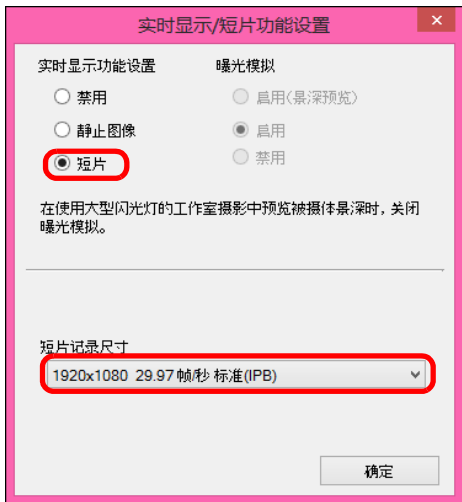 实时显示/短片功能设置
实时显示功能设置 曝光模拟
禁用 启用(景深预览)
静止图像 启用
短片 禁用
在使用大型闪光灯的工作室摄影中预览被摄体景深时, 关闭
曝光模拟。
短片记录尺寸
1920x1080 29.97 帧/秒 标准(IPB)
确定